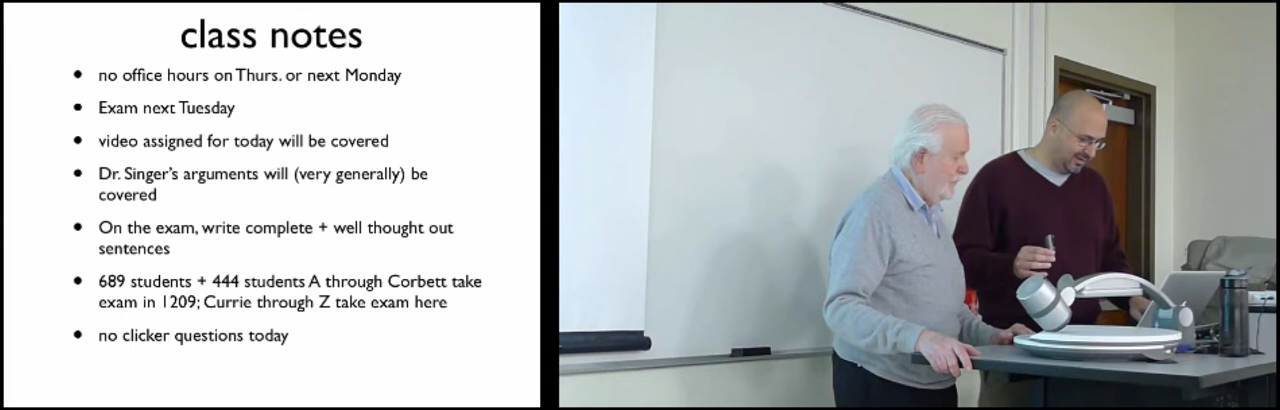 class notes
no office hours on Thurs. or next Monday
Exam next Tuesday
video assigned for today will be covered
Dr. Singer's arguments will (very generally) be
covered
On the exam, write complete + well thought out
sentences
689 students + 444 students A through Corbett take
exam in 1209; Currie through Z take exam here
no clicker questions today